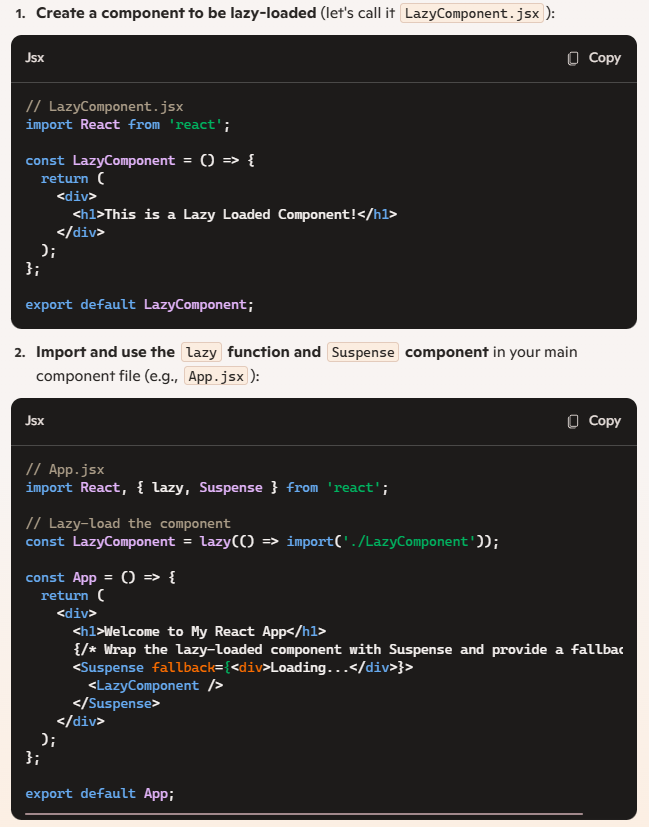 1. Create a component to be lazy-loaded (let's call it LazyComponent.jsx ):
Jsx Copy
// LazyComponent.jsx
import React from 'react';
const LazyComponent = () => {
  return (
    <div>
      <h1>This is a Lazy Loaded Component!</h1>
    </div>
  );
};
export default LazyComponent;
2. Import and use the lazy function and Suspense component in your main
component file (e.g., App.jsx ):
Jsx Copy
// App.jsx
import React, { lazy, Suspense } from 'react';
// Lazy-load the component
const LazyComponent = lazy(() => import('./LazyComponent'));
const App = () => {
  return (
    <div>
      <h1>Welcome to My React App</h1>
      {/* Wrap the lazy-loaded component with Suspense and provide a fallbac
      <Suspense fallback={<div>Loading...</div>}>
        <LazyComponent />
      </Suspense>
    </div>
  );
};
export default App;